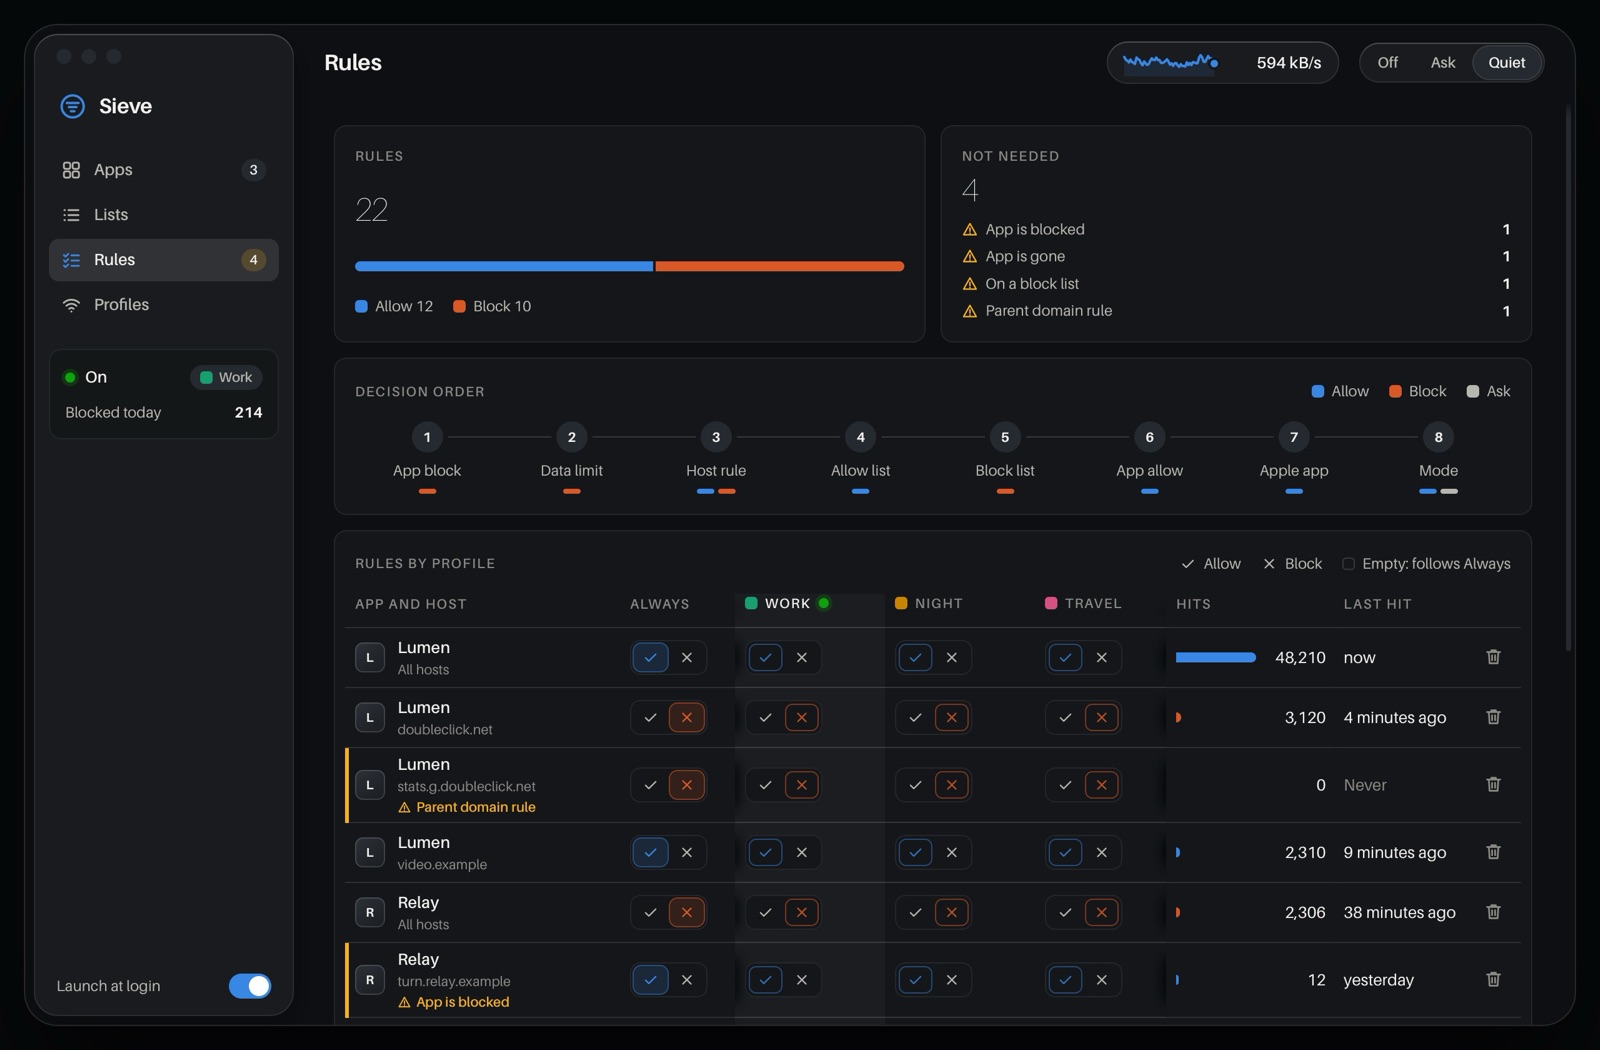 Rules
594 kB/s
Off
Ask
Quiet
Sieve
Apps
3
Lists
Rules
4
Profiles
On
Work
Blocked today
214
Launch at login
RULES
22
Allow 12
Block 10
NOT NEEDED
4
App is blocked 1
App is gone 1
On a block list 1
Parent domain rule 1
DECISION ORDER
Allow
Block
Ask
1 2 3 4 5 6 7 8
App block
Data limit
Host rule
Allow list
Block list
App allow
Apple app
Mode
RULES BY PROFILE
Allow
Block
Empty: follows Always
APP AND HOST
ALWAYS
WORK
NIGHT
TRAVEL
HITS
LAST HIT
L
Lumen
All hosts
48,210
now
L
Lumen
doubleclick.net
3,120
4 minutes ago
L
Lumen
stats.g.doubleclick.net
Parent domain rule
0
Never
L
Lumen
video.example
2,310
9 minutes ago
R
Relay
All hosts
2,306
38 minutes ago
R
Relay
turn.relay.example
App is blocked
12
yesterday